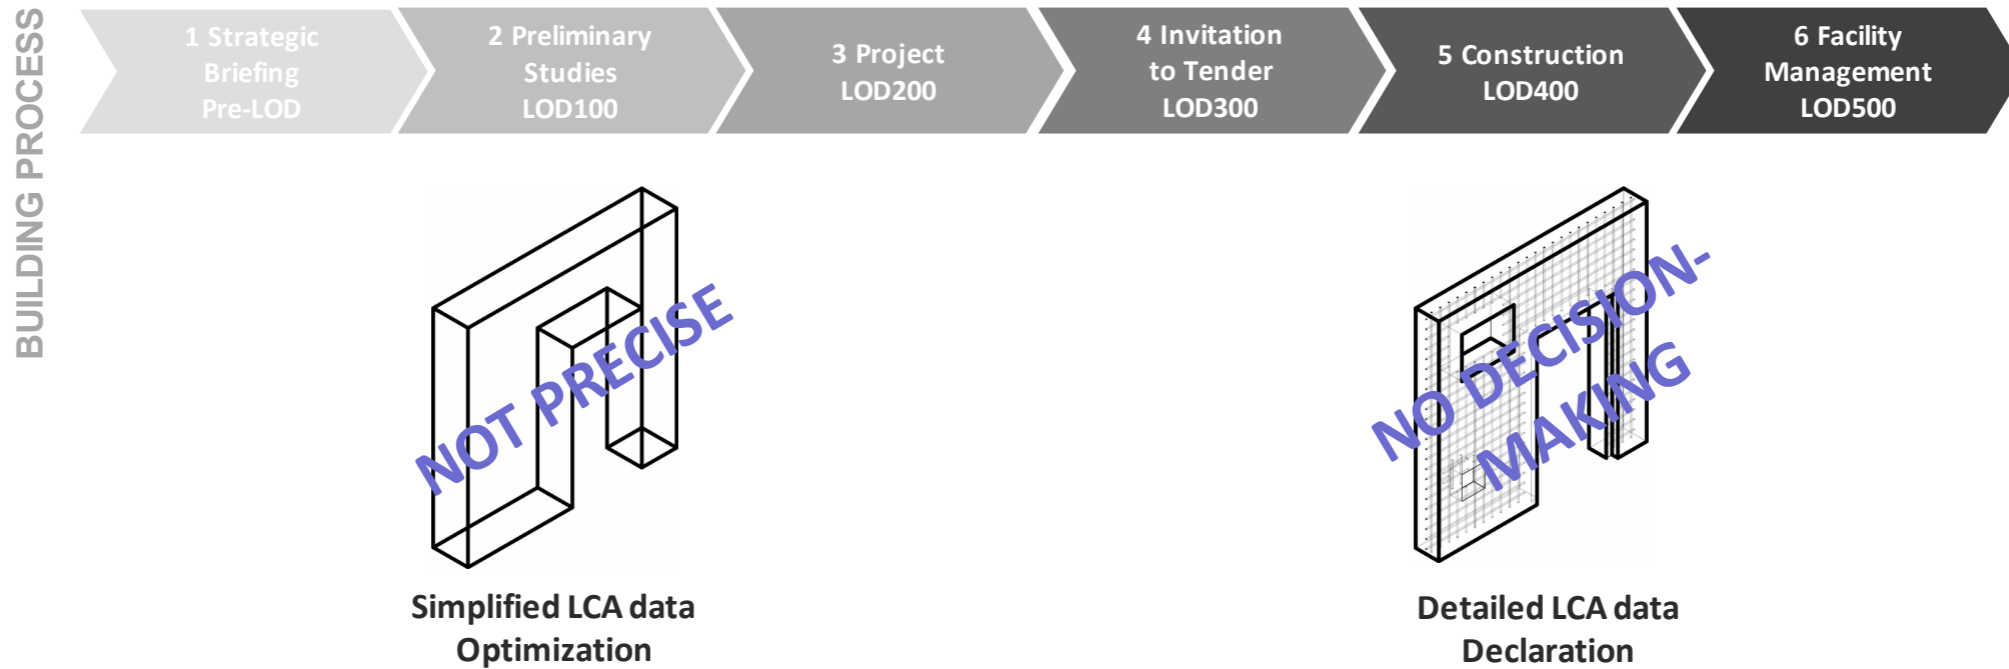 BUILDING PROCESS
1 Strategic
Briefing
Pre-LOD
2 Preliminary
Studies
LOD100
3 Project
LOD200
4 Invitation
to Tender
LOD300
5 Construction
LOD400
6 Facility
Management
LOD500
NOT PRECISE
NO DECISION-
MAKING
Simplified LCA data
Optimization
Detailed LCA data
Declaration